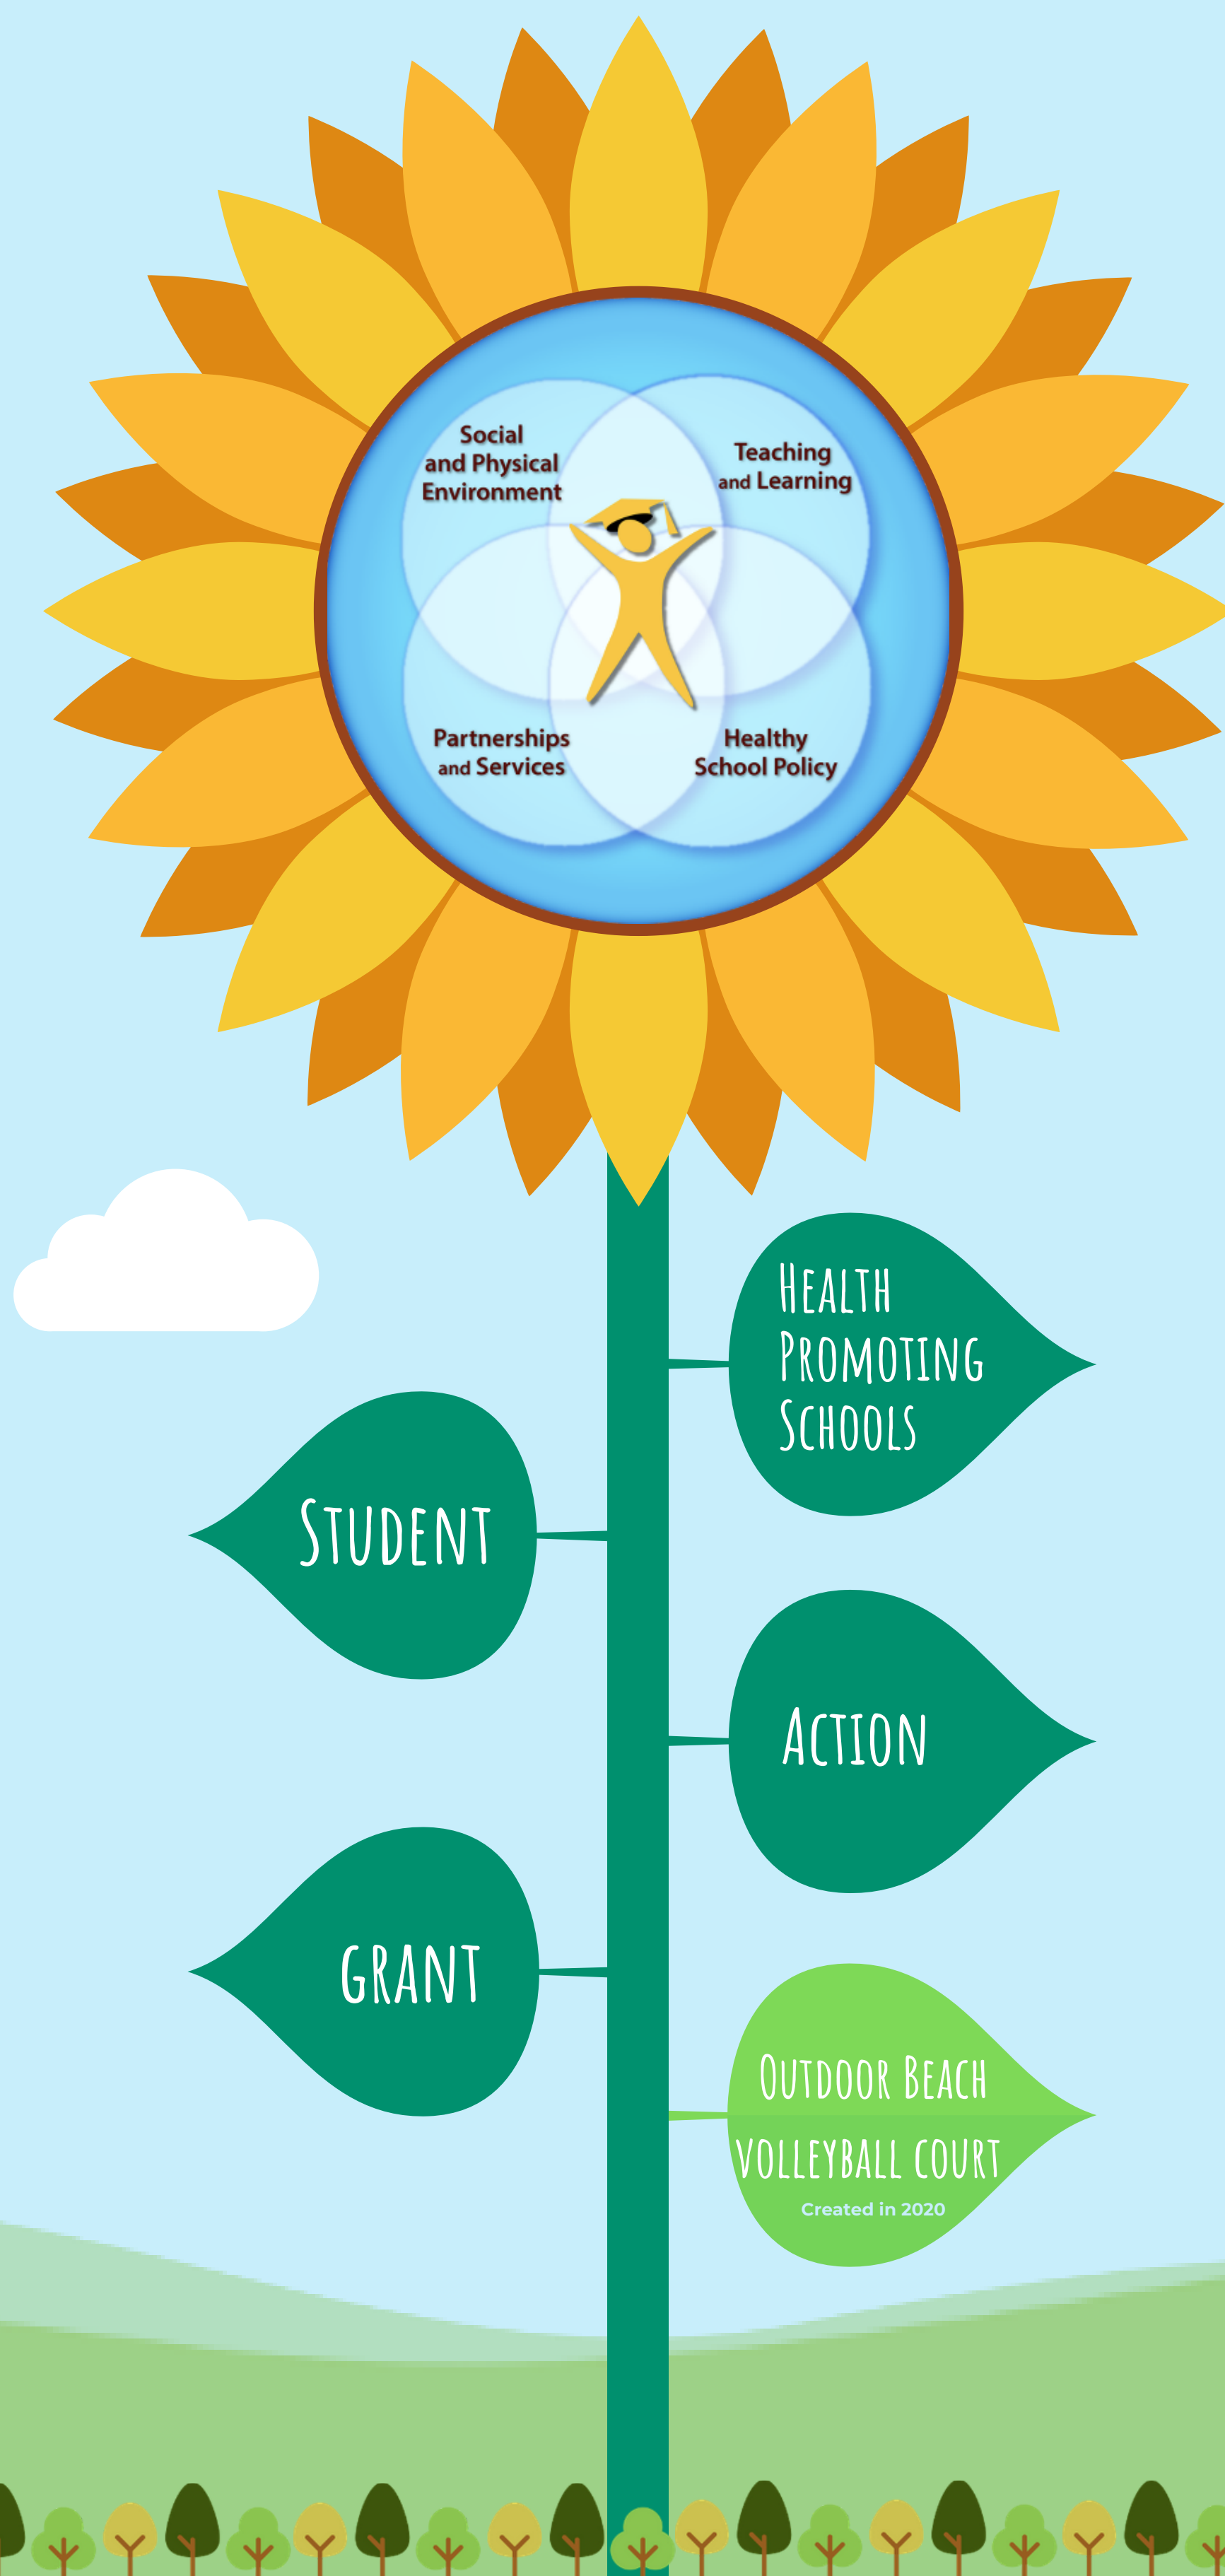 Social
and Physical
Environment
Teaching
and Learning
Partnerships
and Services
Healthy
School Policy
Health
Promoting
Schools
Student
Action
grant
Outdoor Beach
volleyball court
Created in 2020